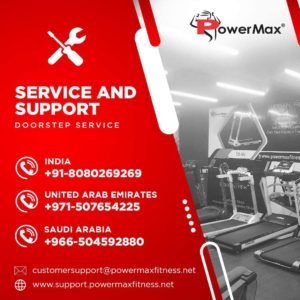 PowerMax®
SERVICE AND
SUPPORT
DOORSTEP SERVICE
INDIA
+91-8080269269
UNITED ARAB EMIRATES
+971-507654225
SAUDI ARABIA
+966-504592880
customersupport@powermaxfitness.net
www.support.powermaxfitness.net